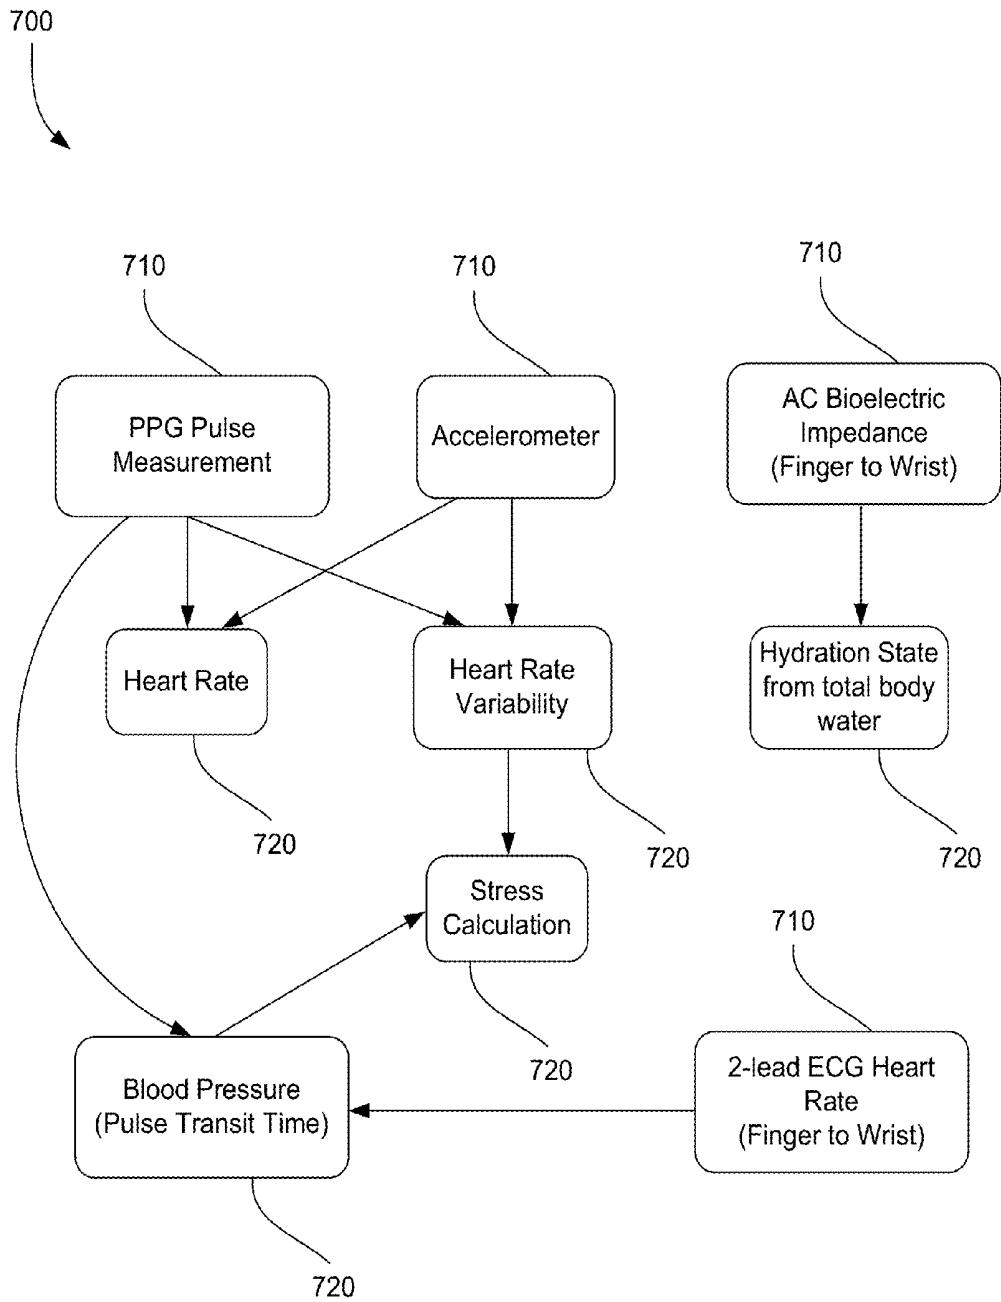 700
710
710
710
PPG Pulse
Measurement
Accelerometer
AC Bioelectric
Impedance
(Finger to Wrist)
Heart Rate
Heart Rate
Variability
Hydration State
from total body
water
720
720
720
Stress
Calculation
710
720
Blood Pressure
(Pulse Transit Time)
2-lead ECG Heart
Rate
(Finger to Wrist)
720